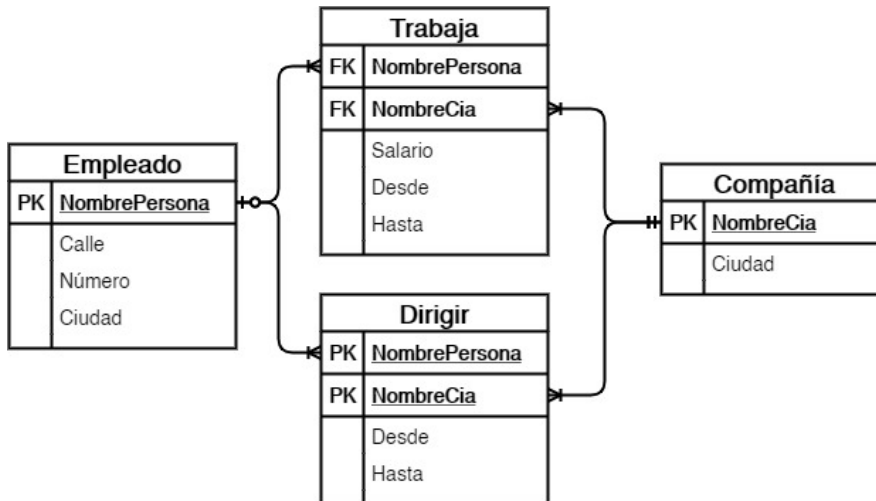 Trabaja
FK NombrePersona
FK NombreCia
Salario
Desde
Hasta
Empleado
PK NombrePersona
Calle
Número
Ciudad
Compañía
PK NombreCia
Ciudad
Dirigir
PK NombrePersona
PK NombreCia
Desde
Hasta